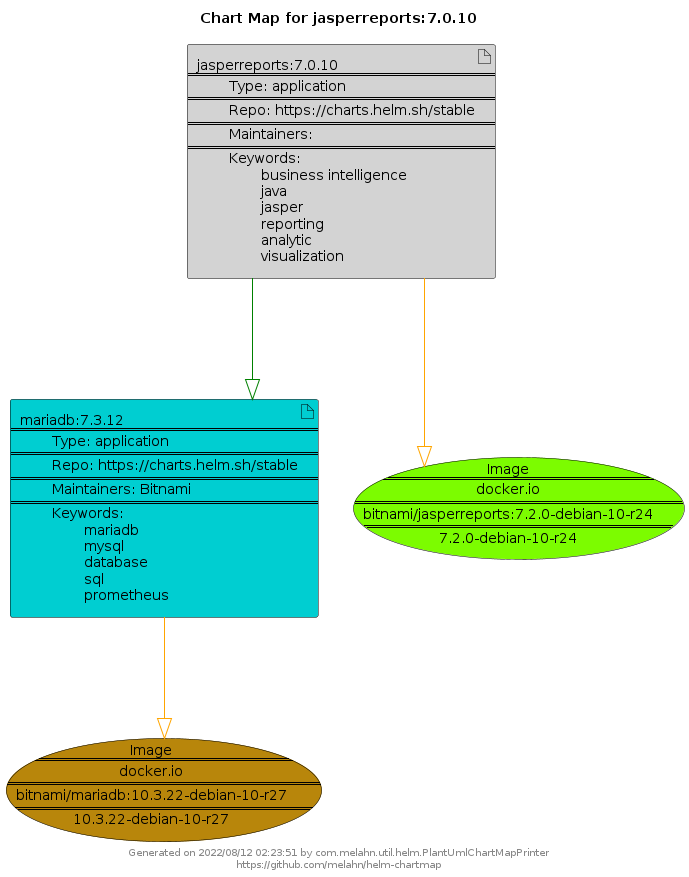 Chart Map for jasperreports:7.0.10
jasperreports:7.0.10
Type: application
Repo: https://charts.helm.sh/stable
Maintainers:
Keywords:
business intelligence
java
jasper
reporting
analytic
visualization
mariadb:7.3.12
Type: application
Repo: https://charts.helm.sh/stable
Maintainers: Bitnami
Keywords:
mariadb
mysql
database
sql
prometheus
Image
docker.io
bitnami/jasperreports:7.2.0-debian-10-r24
7.2.0-debian-10-r24
Image
docker.io
bitnami/mariadb:10.3.22-debian-10-r27
10.3.22-debian-10-r27
Generated on 2022/08/12 02:23:51 by com.melahn.util.helm.PlantUmlChartMapPrinter
https://github.com/melahn/helm-chartmap